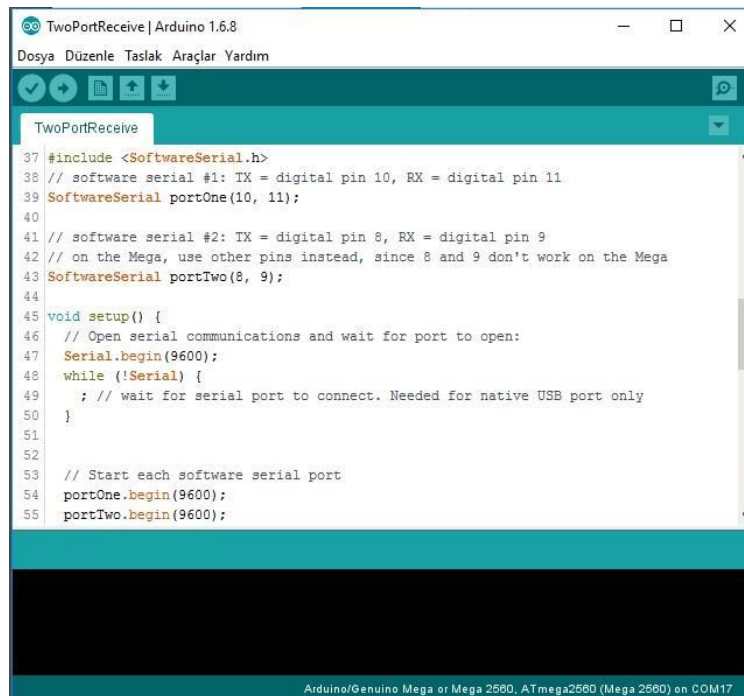 TwoPortReceive | Arduino 1.6.8
Dosya Düzenle Taslak Araçlar Yardım
TwoPortReceive
37 #include <SoftwareSerial.h>
38 // software serial #1: TX = digital pin 10, RX = digital pin 11
39 SoftwareSerial portOne(10, 11);
40
41 // software serial #2: TX = digital pin 8, RX = digital pin 9
42 // on the Mega, use other pins instead, since 8 and 9 don't work on the Mega
43 SoftwareSerial portTwo(8, 9);
44
45 void setup() {
46   // Open serial communications and wait for port to open:
47   Serial.begin(9600);
48   while (!Serial) {
49     ; // wait for serial port to connect. Needed for native USB port only
50   }
51
52
53   // Start each software serial port
54   portOne.begin(9600);
55   portTwo.begin(9600);
Arduino/Genuino Mega or Mega 2560, ATmega2560 (Mega 2560) on COM17